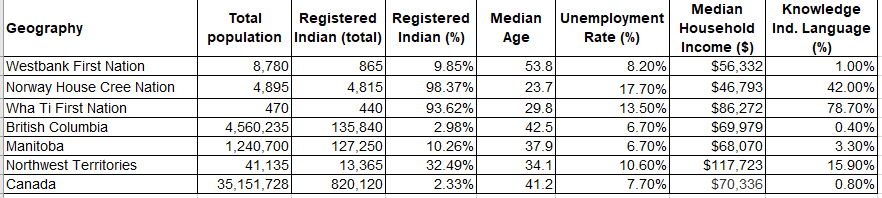 Geography Total population Registered Indian (total) Registered Indian (%) Median Age Unemployment Rate (%) Median Household Income ($) Knowledge Ind. Language (%)
Westbank First Nation 8,780 865 9.85% 53.8 8.20% $56,332 1.00%
Norway House Cree Nation 4,895 4,815 98.37% 23.7 17.70% $46,793 42.00%
Wha Ti First Nation 470 440 93.62% 29.8 13.50% $86,272 78.70%
British Columbia 4,560,235 135,840 2.98% 42.5 6.70% $69,979 0.40%
Manitoba 1,240,700 127,250 10.26% 37.9 6.70% $68,070 3.30%
Northwest Territories 41,135 13,365 32.49% 34.1 10.60% $117,723 15.90%
Canada 35,151,728 820,120 2.33% 41.2 7.70% $70,336 0.80%